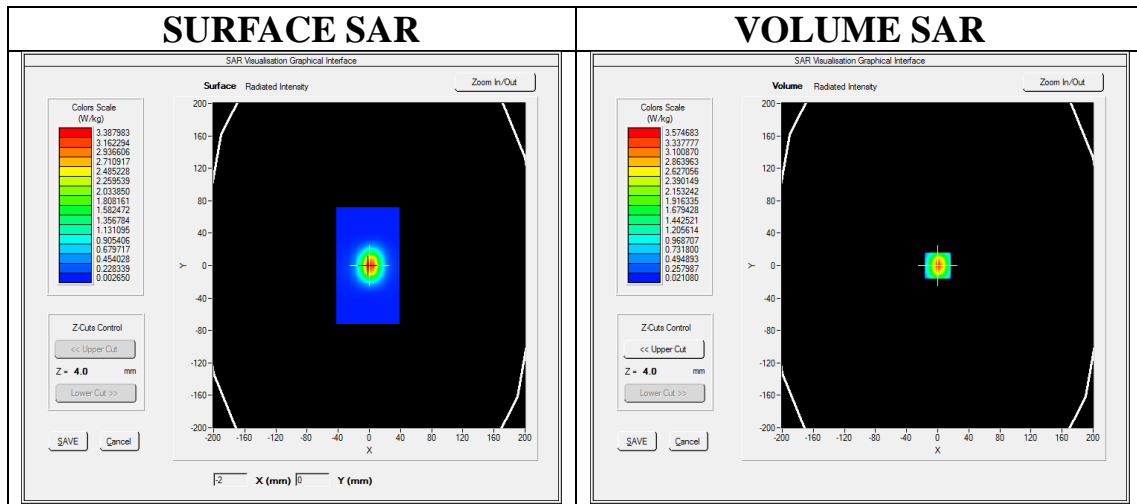 SURFACE SAR
VOLUME SAR
SAR Visualisation Graphical Interface
Surface Radiated Intensity
Zoom In/Out
Colors Scale
(W/kg)
3.387983
3.162294
2.936606
2.710917
2.485228
2.259539
2.033850
1.808161
1.582472
1.356784
1.131095
0.905406
0.679717
0.454028
0.228339
0.002650
Z-Cuts Control
<< Upper Cut
Z = 4.0 mm
Lower Cut >>
SAVE Cancel
200
160
120
80
40
0
-40
-80
-120
-160
-200
Y
-200 -160 -120 -80 -40 0 40 80 120 160 200
X
-2 X (mm) 0 Y (mm)
SAR Visualisation Graphical Interface
Volume Radiated Intensity
Zoom In/Out
Colors Scale
(W/kg)
3.574683
3.337777
3.100870
2.863963
2.627056
2.390149
2.153242
1.916335
1.679428
1.442521
1.205614
0.968707
0.731800
0.494893
0.257987
0.021080
Z-Cuts Control
<< Upper Cut
Z = 4.0 mm
Lower Cut >>
SAVE Cancel
200
160
120
80
40
0
-40
-80
-120
-160
-200
Y
-200 -160 -120 -80 -40 0 40 80 120 160 200
X